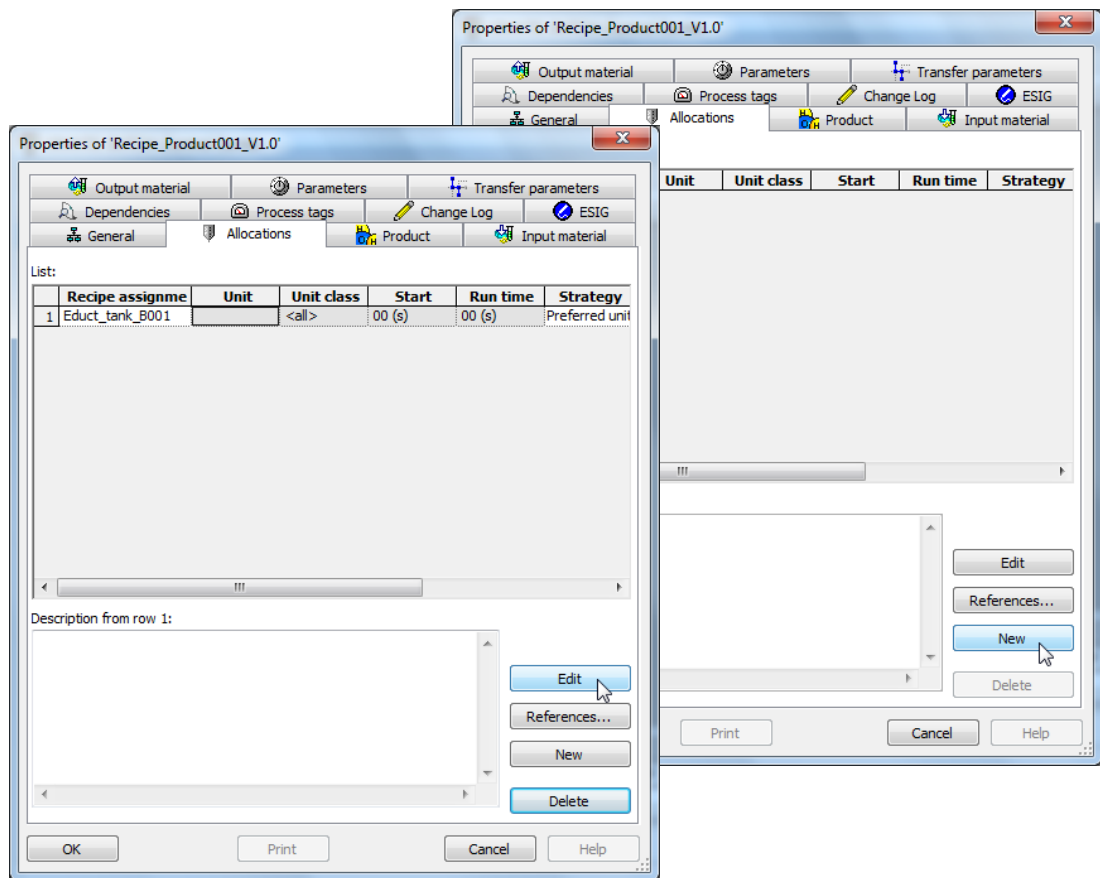 Properties of 'Recipe_Product001_V1.0'
Output material Parameters Transfer parameters
Dependencies Process tags Change Log ESIG
General Allocations Product Input material
Unit Unit class Start Run time Strategy
Edit
References...
New
Delete
Print Cancel Help
Properties of 'Recipe_Product001_V1.0'
Output material Parameters Transfer parameters
Dependencies Process tags Change Log ESIG
General Allocations Product Input material
List:
Recipe assignme Unit Unit class Start Run time Strategy
1 Educt_tank_B001 <all> 00 (s) 00 (s) Preferred unit
Description from row 1:
Edit
References...
New
Delete
OK Print Cancel Help